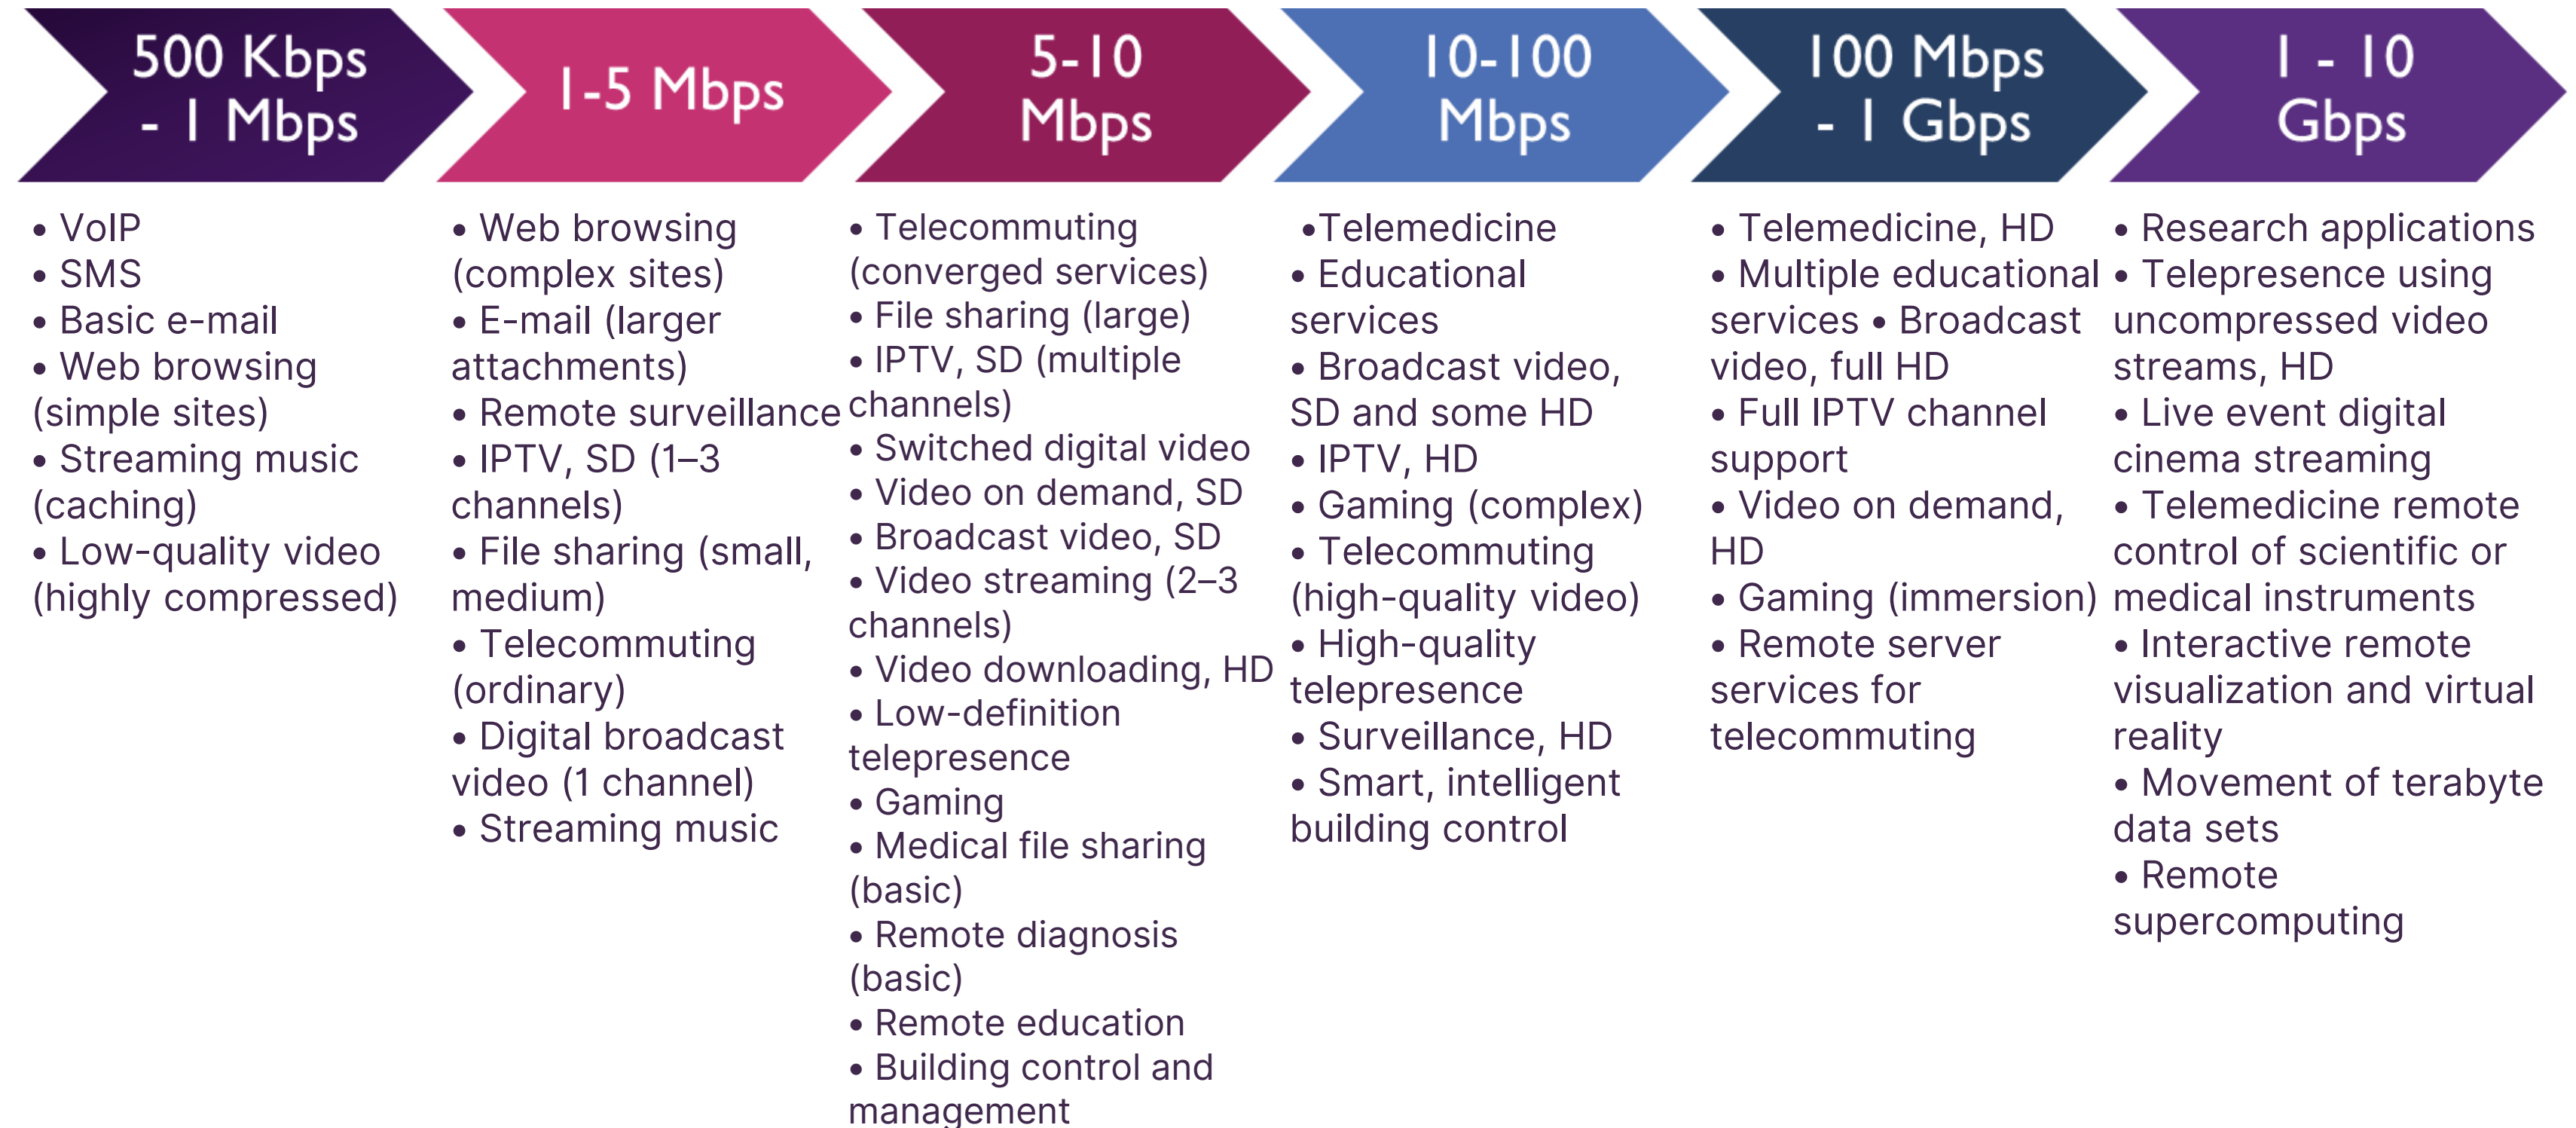 500 Kbps
- 1 Mbps
1-5 Mbps
5-10
Mbps
10-100
Mbps
100 Mbps
- 1 Gbps
1 - 10
Gbps
• VoIP
• SMS
• Basic e-mail
• Web browsing
(simple sites)
• Streaming music
(caching)
• Low-quality video
(highly compressed)
• Web browsing
(complex sites)
• E-mail (larger
attachments)
• Remote surveillance
• IPTV, SD (1–3
channels)
• File sharing (small,
medium)
• Telecommuting
(ordinary)
• Digital broadcast
video (1 channel)
• Streaming music
• Telecommuting
(converged services)
• File sharing (large)
• IPTV, SD (multiple
channels)
• Switched digital video
• Video on demand, SD
• Broadcast video, SD
• Video streaming (2–3
channels)
• Video downloading, HD
• Low-definition
telepresence
• Gaming
• Medical file sharing
(basic)
• Remote diagnosis
(basic)
• Remote education
• Building control and
management
•Telemedicine
• Educational
services
• Broadcast video,
SD and some HD
• IPTV, HD
• Gaming (complex)
• Telecommuting
(high-quality video)
• High-quality
telepresence
• Surveillance, HD
• Smart, intelligent
building control
• Telemedicine, HD
• Multiple educational
services • Broadcast
video, full HD
• Full IPTV channel
support
• Video on demand,
HD
• Gaming (immersion)
• Remote server
services for
telecommuting
• Research applications
• Telepresence using
uncompressed video
streams, HD
• Live event digital
cinema streaming
• Telemedicine remote
control of scientific or
medical instruments
• Interactive remote
visualization and virtual
reality
• Movement of terabyte
data sets
• Remote
supercomputing